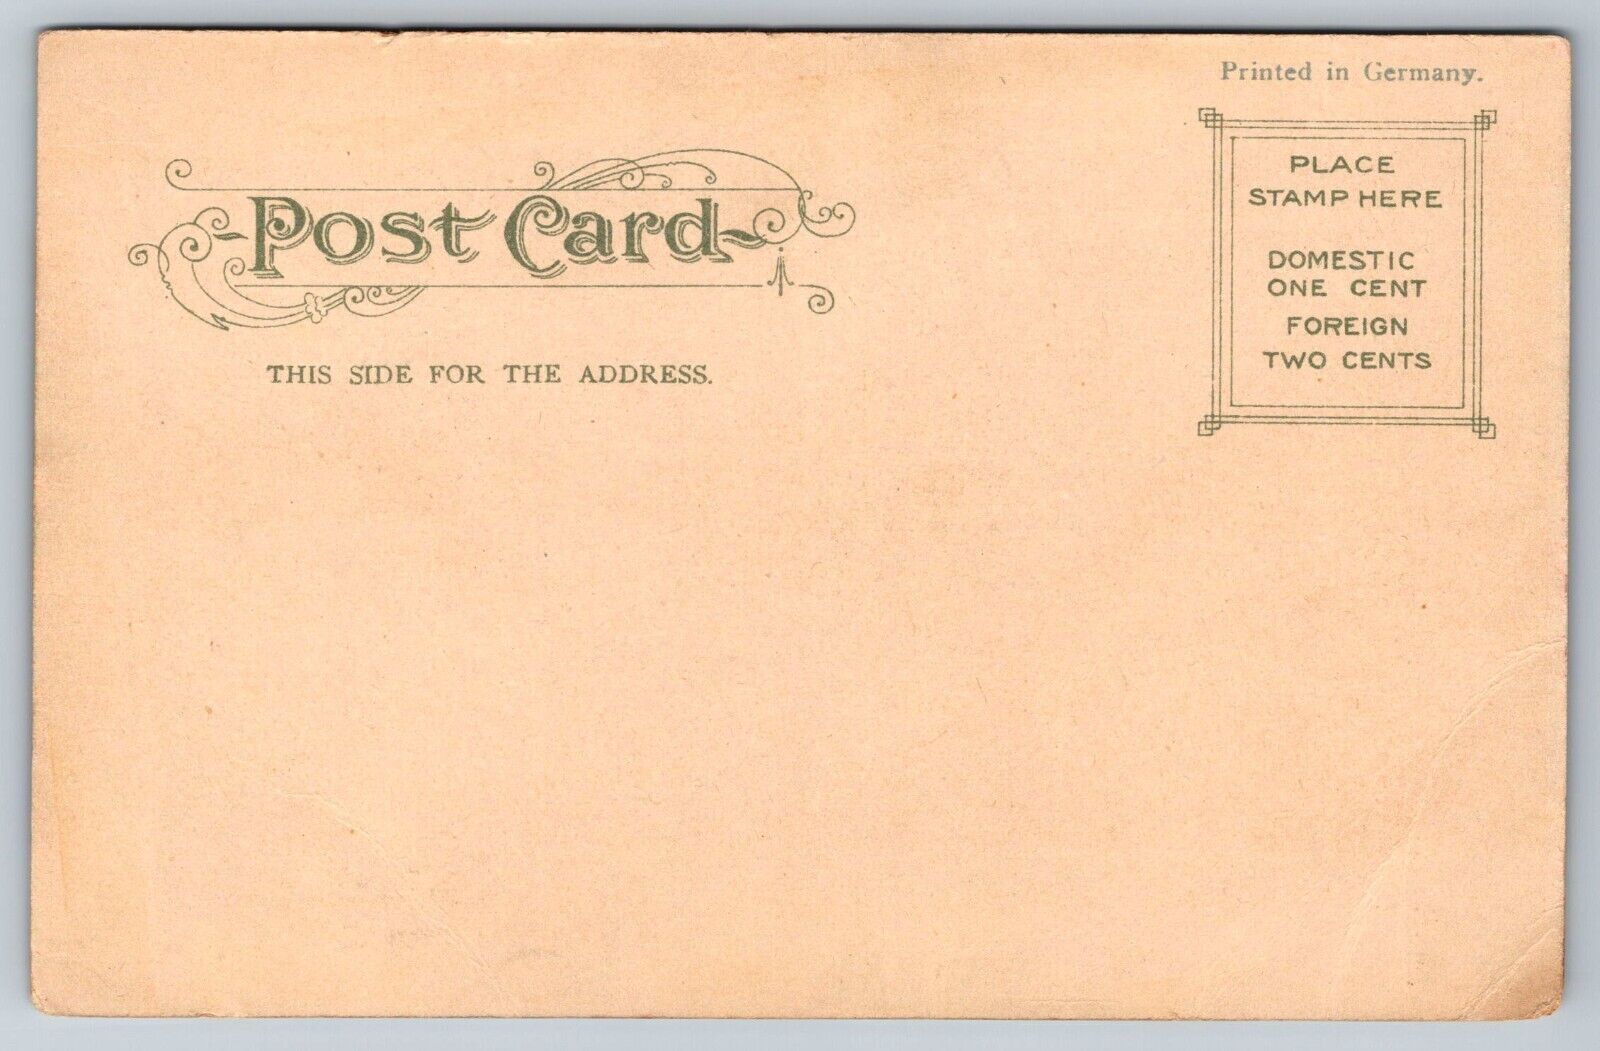 Printed in Germany.
Post Card
THIS SIDE FOR THE ADDRESS.
PLACE
STAMP HERE
DOMESTIC
ONE CENT
FOREIGN
TWO CENTS